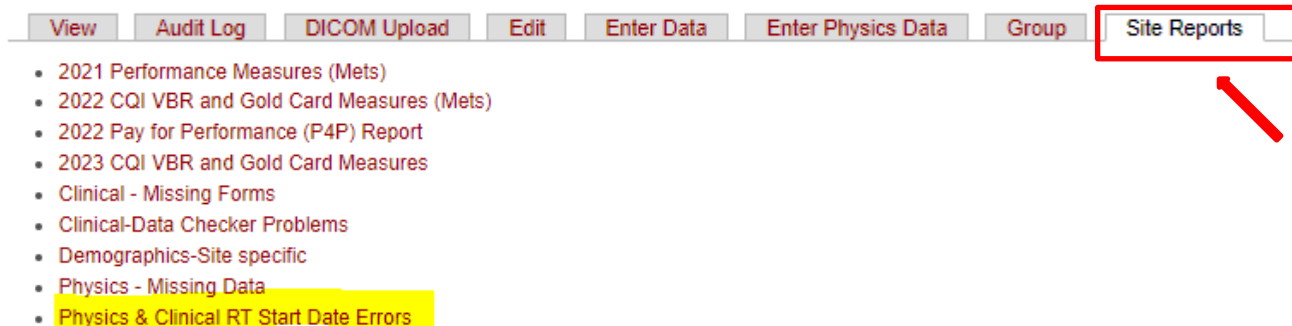 View Audit Log DICOM Upload Edit Enter Data Enter Physics Data Group Site Reports
2021 Performance Measures (Mets)
2022 CQI VBR and Gold Card Measures (Mets)
2022 Pay for Performance (P4P) Report
2023 CQI VBR and Gold Card Measures
Clinical - Missing Forms
Clinical-Data Checker Problems
Demographics-Site specific
Physics - Missing Data
Physics & Clinical RT Start Date Errors